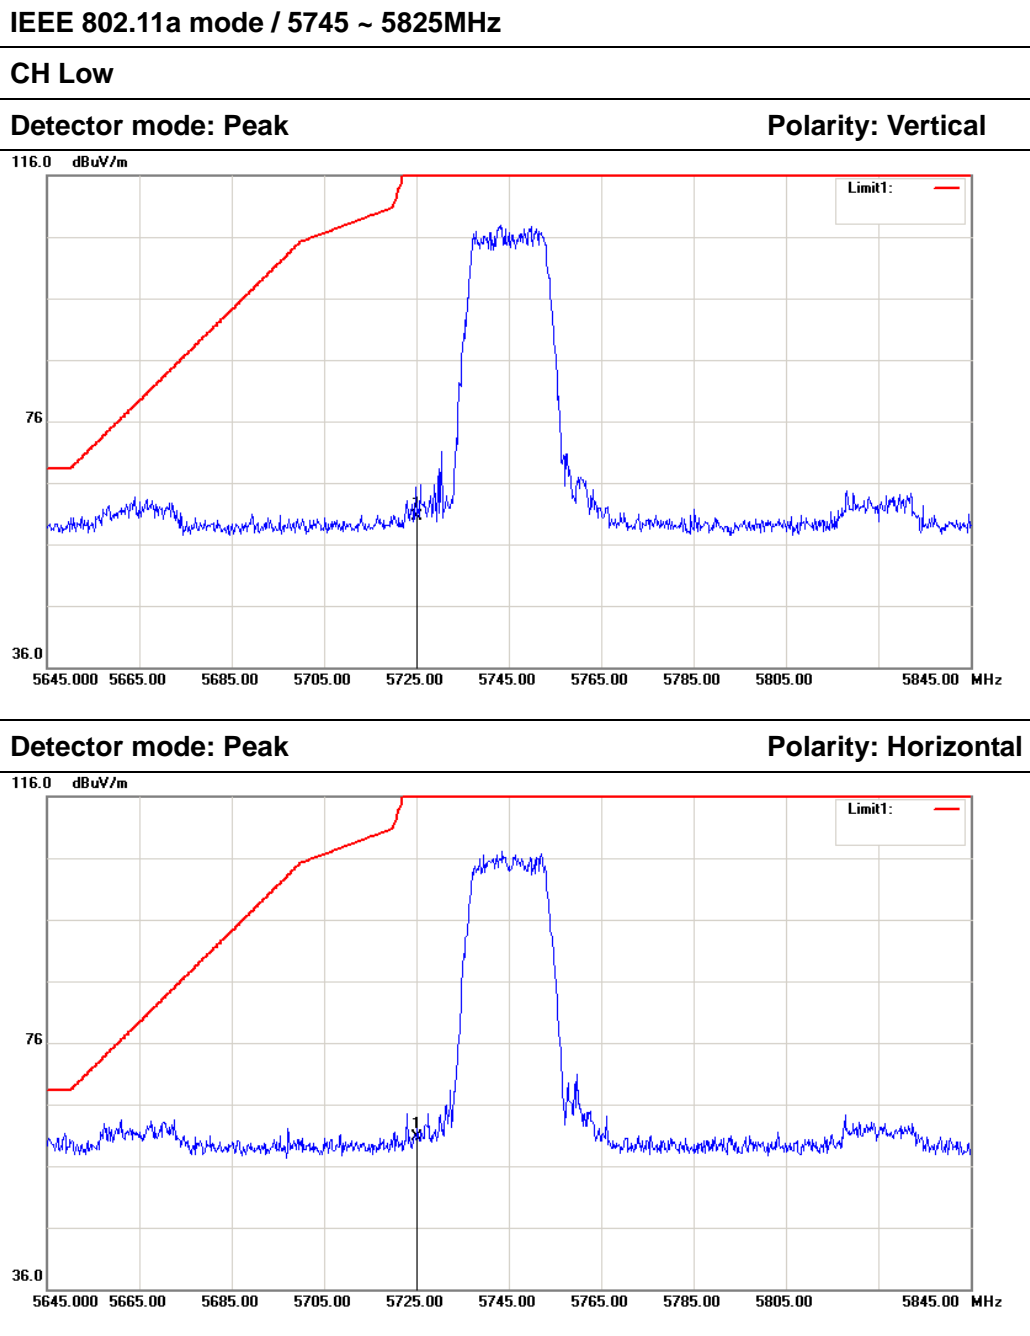 IEEE 802.11a mode / 5745 ~ 5825MHz
CH Low
Detector mode: Peak Polarity: Vertical
116.0 dBuV/m
Limit1:
1
76
36.0
5645.000 5665.00 5685.00 5705.00 5725.00 5745.00 5765.00 5785.00 5805.00 5845.00 MHz
Detector mode: Peak Polarity: Horizontal
116.0 dBuV/m
Limit1:
1
76
36.0
5645.000 5665.00 5685.00 5705.00 5725.00 5745.00 5765.00 5785.00 5805.00 5845.00 MHz